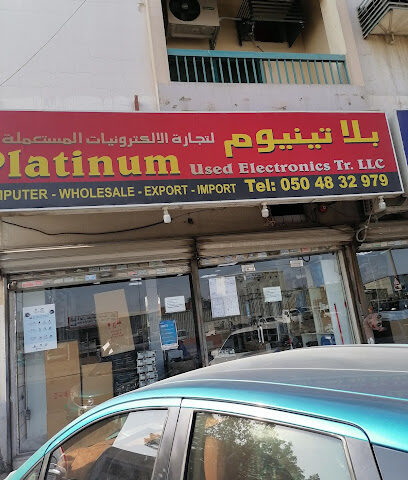 بلاتينيوم لتجارة الالكترونيات المستعملة
Platinum Used Electronics Tr. LLC
MPUTER - WHOLESALE - EXPORT - IMPORT Tel: 050 48 32 979